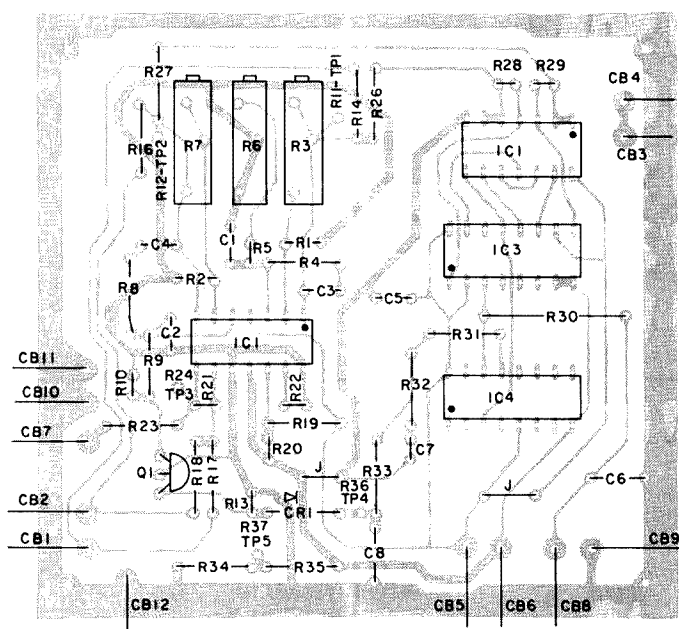 R27
R11-TP1
R14
R26
R28
R29
CB4
CB3
R16
R12-TP2
R7
R6
R3
IC1
C4
C1
R5
R1
R4
IC3
R8
R2
C3
C5
R30
C2
IC1
R31
CB11
R9
R10
R24
TP3
R21
R22
R32
IC4
CB10
CB7
R23
R19
R20
C7
Q1
R18
R17
J
R36
TP4
R33
C6
J
CB2
R13
R37
TP5
CR1
CB1
C8
CB9
R34
R35
CB12
CB5
CB6
CB8